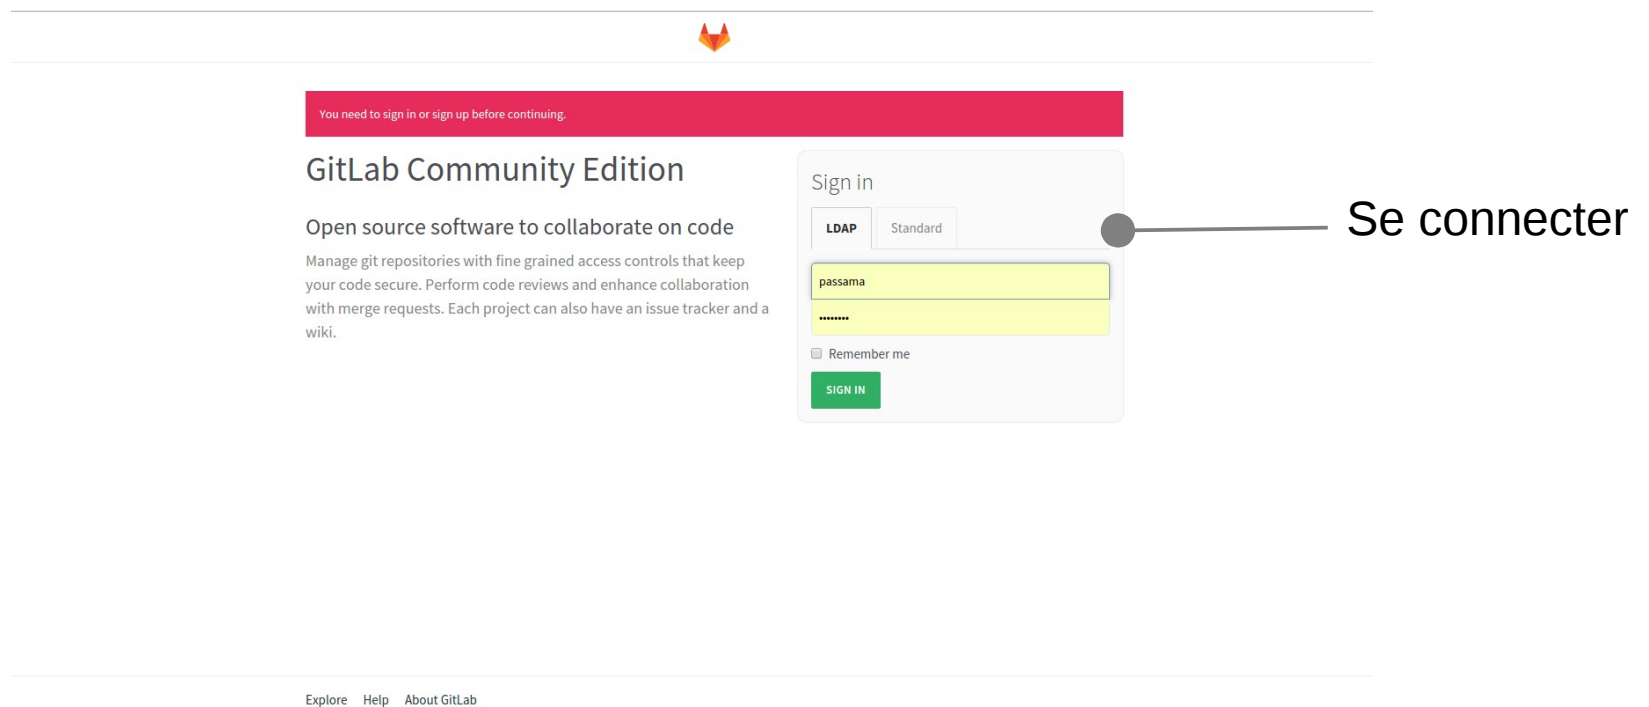 You need to sign in or sign up before continuing.
GitLab Community Edition
Open source software to collaborate on code
Manage git repositories with fine grained access controls that keep
your code secure. Perform code reviews and enhance collaboration
with merge requests. Each project can also have an issue tracker and a
wiki.
Sign in
LDAP Standard
passama
••••••••
Remember me
SIGN IN
Se connecter
Explore Help About GitLab